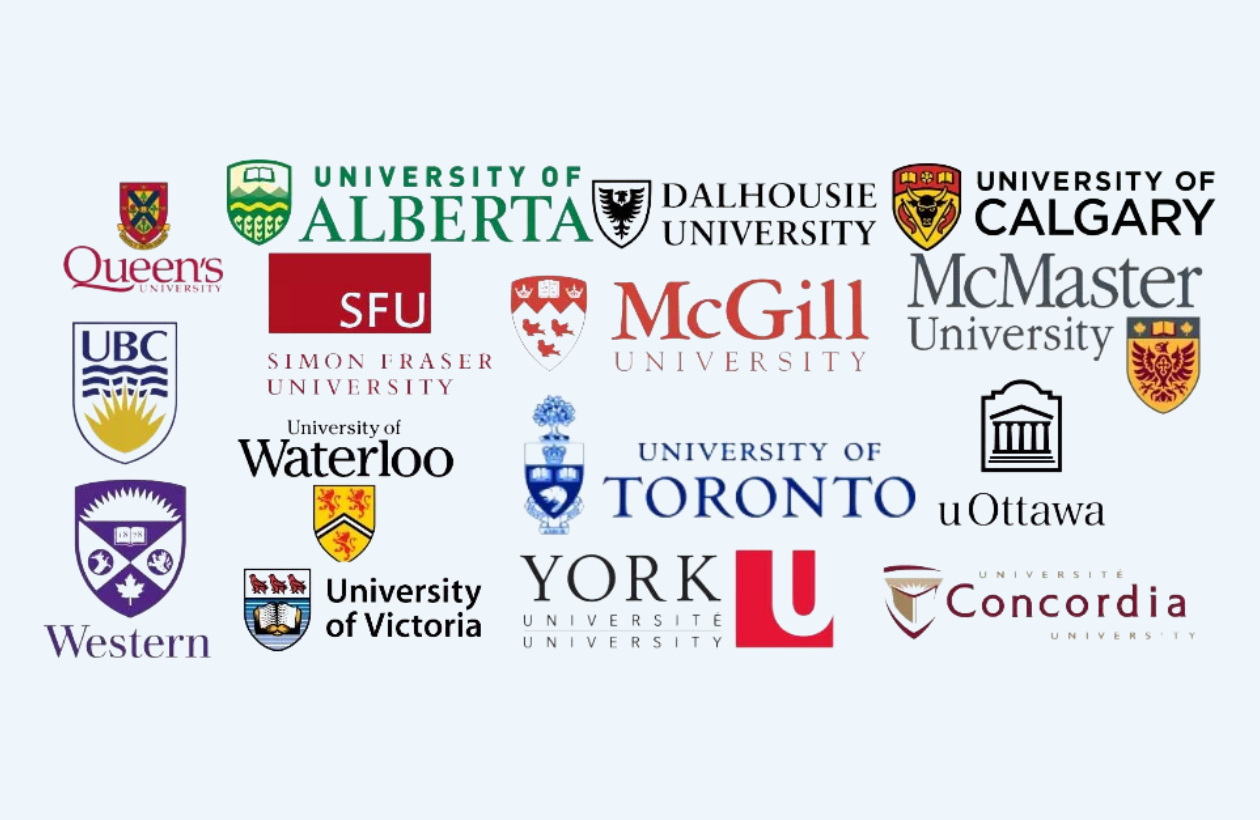 Queen's
UNIVERSITY
UNIVERSITY OF
ALBERTA
DALHOUSIE
UNIVERSITY
UNIVERSITY OF
CALGARY
UBC
SFU
SIMON FRASER
UNIVERSITY
McGill
UNIVERSITY
McMaster
University
University of
Waterloo
UNIVERSITY OF
TORONTO
uOttawa
1878
Western
University
of Victoria
YORK
UNIVERSITÉ
UNIVERSITY
U
UNIVERSITÉ
Concordia
UNIVERSITY